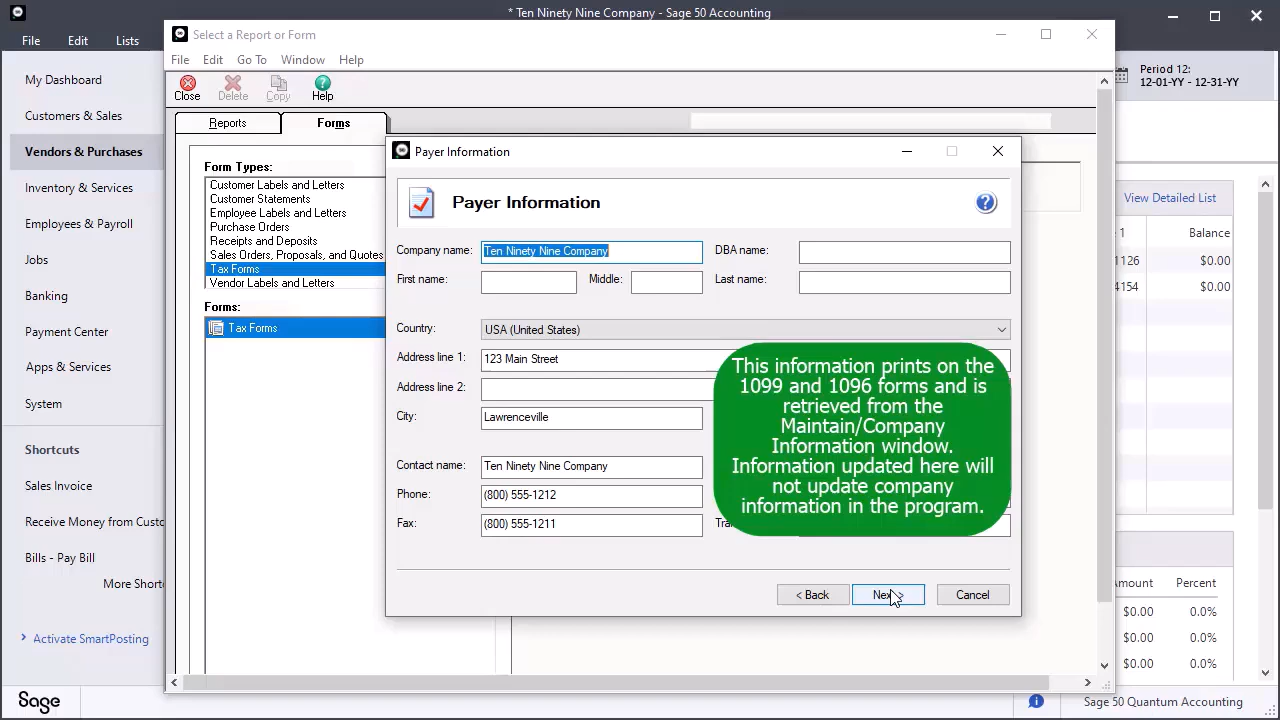 * Ten Ninety Nine Company - Sage 50 Accounting
File Edit Lists
Select a Report or Form
File Edit Go To Window Help
Close Delete Copy Help
Reports Forms
Period 12:
12-01-YY - 12-31-YY
My Dashboard
Customers & Sales
Vendors & Purchases
Inventory & Services
Employees & Payroll
Jobs
Banking
Payment Center
Apps & Services
System
Shortcuts
Sales Invoice
Receive Money from Custo
Bills - Pay Bill
More Short
Activate SmartPosting
Sage
Form Types:
Customer Labels and Letters
Customer Statements
Employee Labels and Letters
Purchase Orders
Receipts and Deposits
Sales Orders, Proposals, and Quotes
Tax Forms
Vendor Labels and Letters
Forms:
Tax Forms
Payer Information
Payer Information
Company name: Ten Ninety Nine Company DBA name:
First name: Middle: Last name:
Country: USA (United States)
Address line 1: 123 Main Street
Address line 2:
City: Lawrenceville
Contact name: Ten Ninety Nine Company
Phone: (800) 555-1212
Fax: (800) 555-1211
This information prints on the
1099 and 1096 forms and is
retrieved from the
Maintain/Company
Information window.
Information updated here will
not update company
information in the program.
< Back Next > Cancel
View Detailed List
1 Balance
1126 $0.00
4154 $0.00
Amount Percent
$0.00 0.0%
$0.00 0.0%
$0.00 0.0%
Sage 50 Quantum Accounting